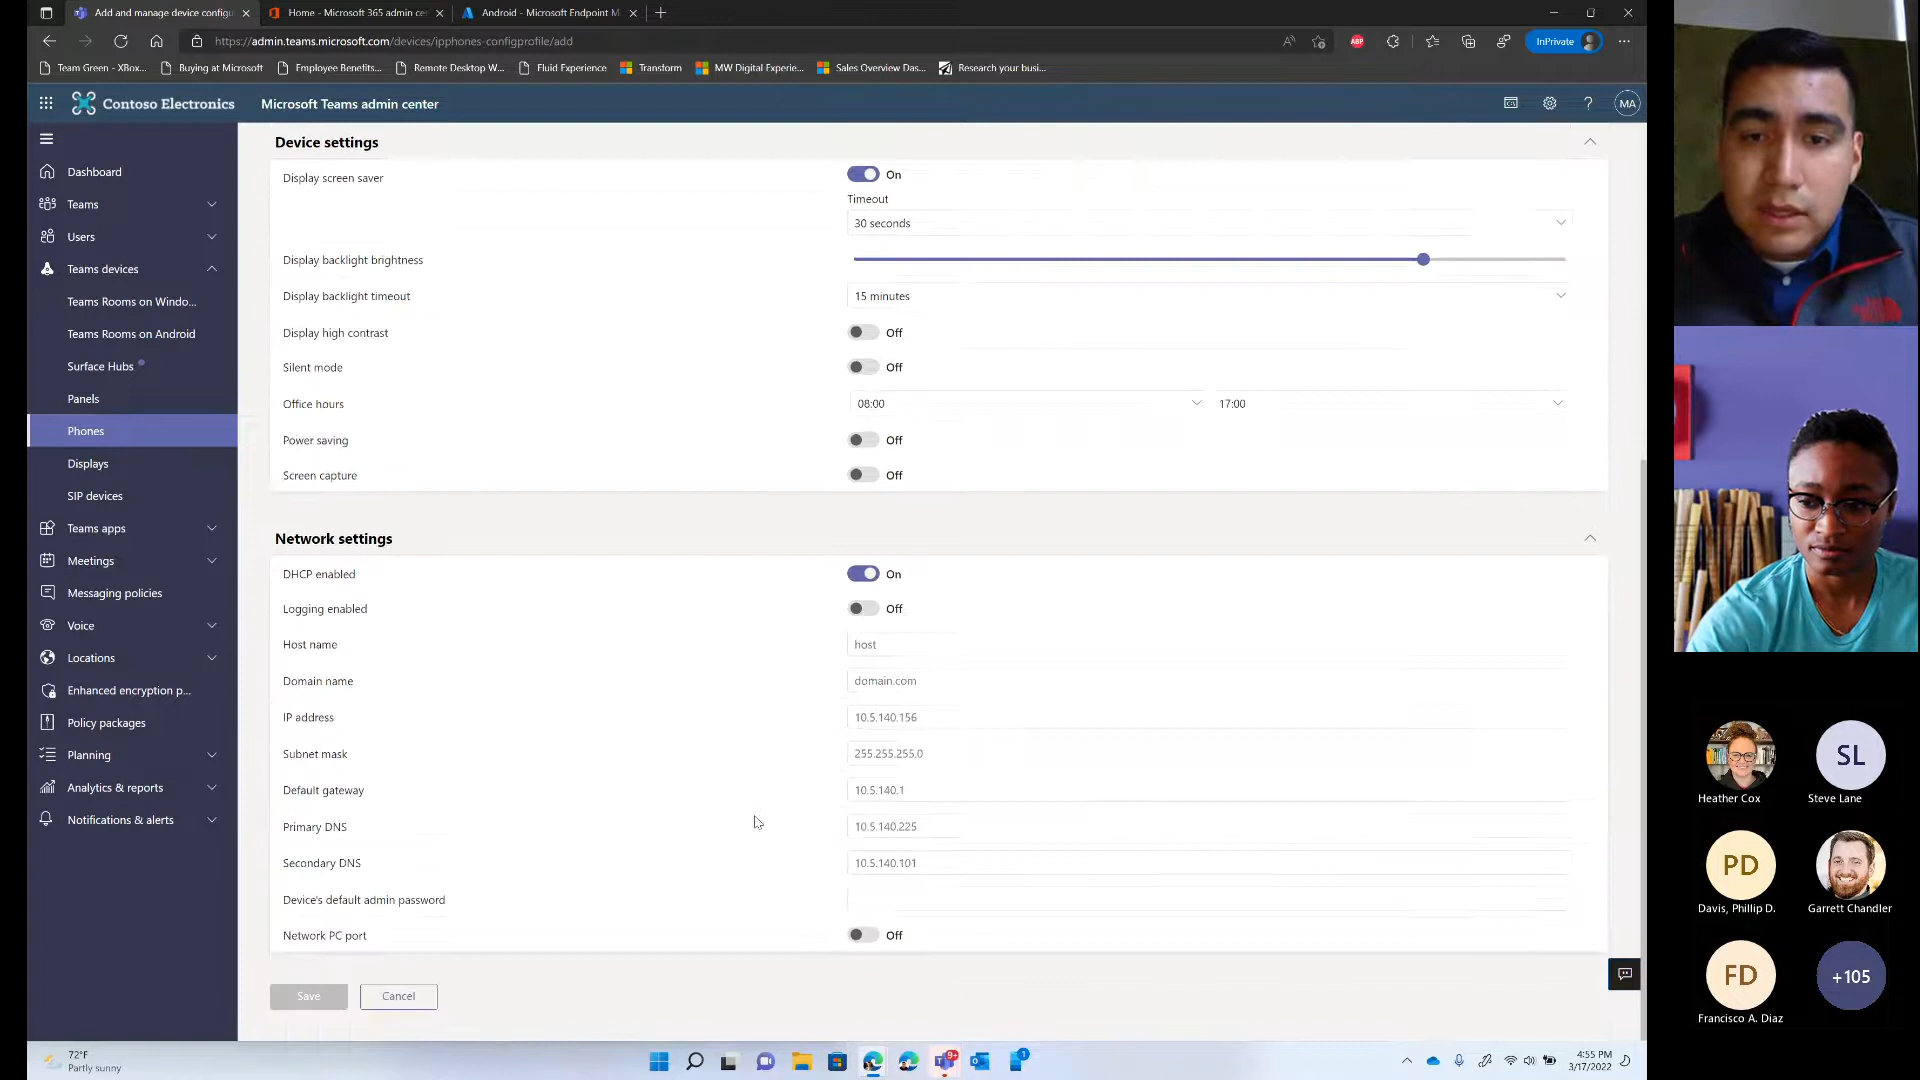 Add and manage device configu
Home - Microsoft 365 admin ce
Android - Microsoft Endpoint M
https://admin.teams.microsoft.com/devices/ipphones-configprofile/add
ABP
InPrivate
Team Green - XBox...
Buying at Microsoft
Employee Benefits...
Remote Desktop W...
Fluid Experience
Transform
MW Digital Experie...
Sales Overview Das...
Research your busi...
Contoso Electronics
Microsoft Teams admin center
?
MA
Dashboard
Teams
Users
Teams devices
Teams Rooms on Windo...
Teams Rooms on Android
Surface Hubs
Panels
Phones
Displays
SIP devices
Teams apps
Meetings
Messaging policies
Voice
Locations
Enhanced encryption p...
Policy packages
Planning
Analytics & reports
Notifications & alerts
Device settings
Display screen saver
On
Timeout
30 seconds
Display backlight brightness
Display backlight timeout
15 minutes
Display high contrast
Off
Silent mode
Off
Office hours
08:00
17:00
Power saving
Off
Screen capture
Off
Network settings
DHCP enabled
On
Logging enabled
Off
Host name
host
Domain name
domain.com
IP address
10.5.140.156
Subnet mask
255.255.255.0
Default gateway
10.5.140.1
Primary DNS
10.5.140.225
Secondary DNS
10.5.140.101
Device's default admin password
Network PC port
Off
Save
Cancel
72°F
Partly sunny
9+
1
4:55 PM
3/17/2022
Heather Cox
SL
Steve Lane
PD
Davis, Phillip D.
Garrett Chandler
FD
Francisco A. Diaz
+105